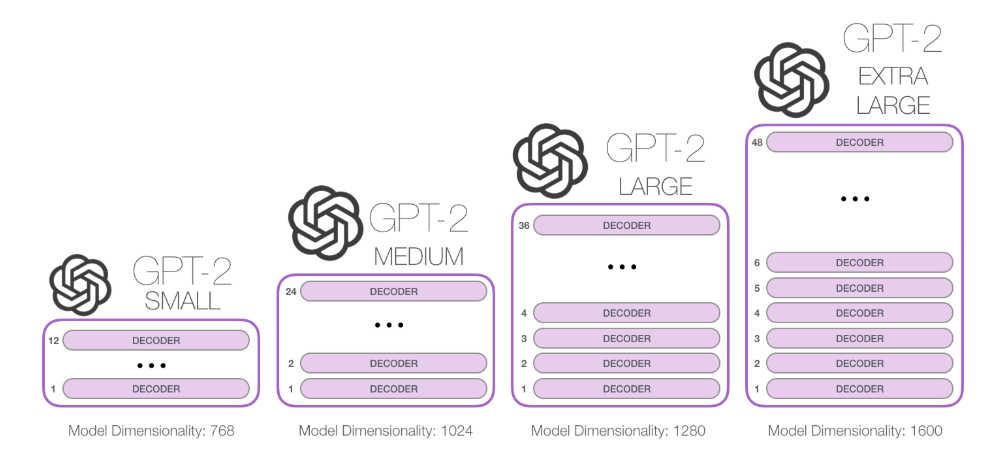 GPT-2
SMALL
12 DECODER
•••
1 DECODER
Model Dimensionality: 768
GPT-2
MEDIUM
24 DECODER
•••
2 DECODER
1 DECODER
Model Dimensionality: 1024
GPT-2
LARGE
36 DECODER
•••
4 DECODER
3 DECODER
2 DECODER
1 DECODER
Model Dimensionality: 1280
GPT-2
EXTRA
LARGE
48 DECODER
•••
6 DECODER
5 DECODER
4 DECODER
3 DECODER
2 DECODER
1 DECODER
Model Dimensionality: 1600